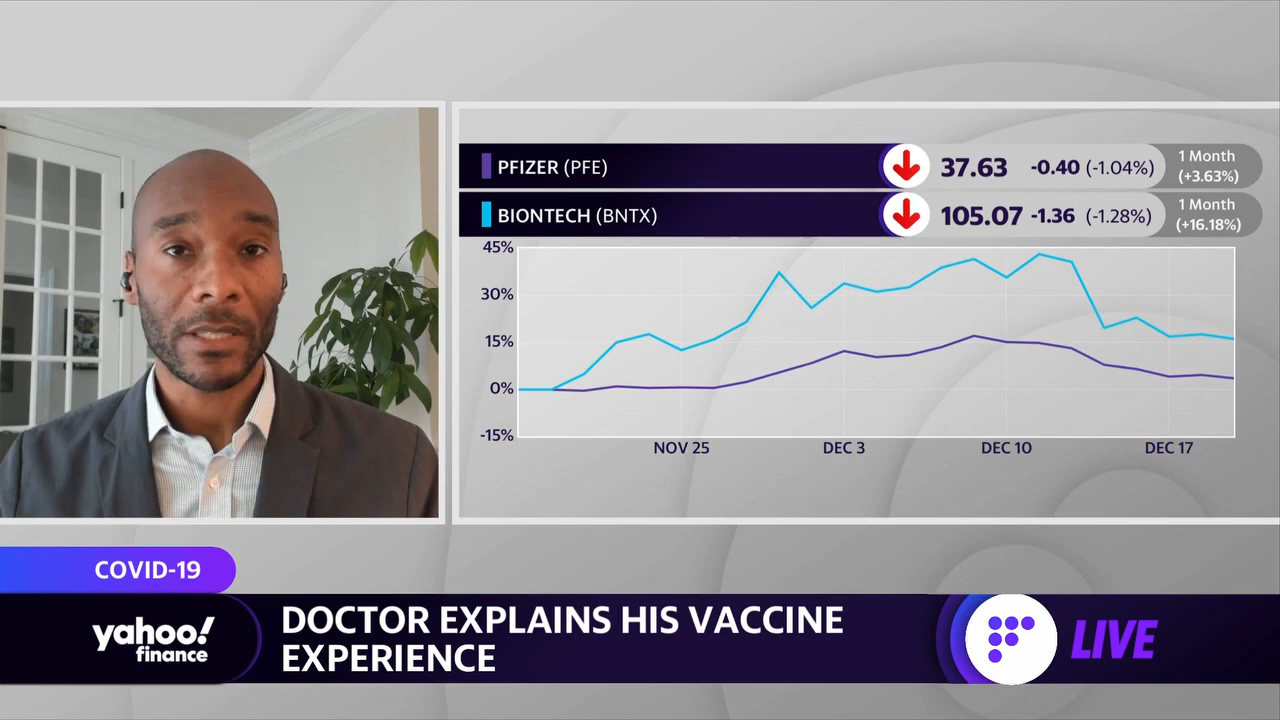 PFIZER (PFE) 37.63 -0.40 (-1.04%) 1 Month (+3.63%)
BIONTECH (BNTX) 105.07 -1.36 (-1.28%) 1 Month (+16.18%)
45%
30%
15%
0%
-15%
NOV 25 DEC 3 DEC 10 DEC 17
COVID-19
yahoo!
finance
DOCTOR EXPLAINS HIS VACCINE
EXPERIENCE
LIVE